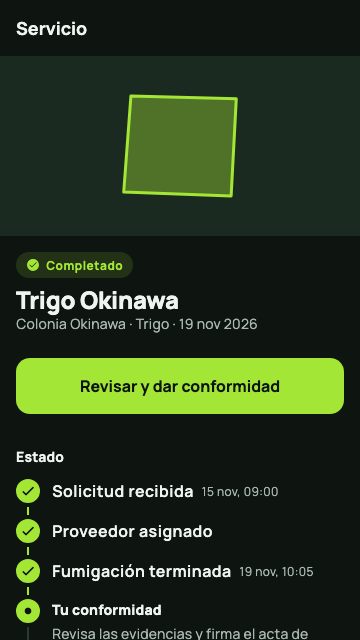 Servicio
Completado
Trigo Okinawa
Colonia Okinawa · Trigo · 19 nov 2026
Revisar y dar conformidad
Estado
Solicitud recibida 15 nov, 09:00
Proveedor asignado
Fumigación terminada 19 nov, 10:05
Tu conformidad
Revisa las evidencias y firma el acta de